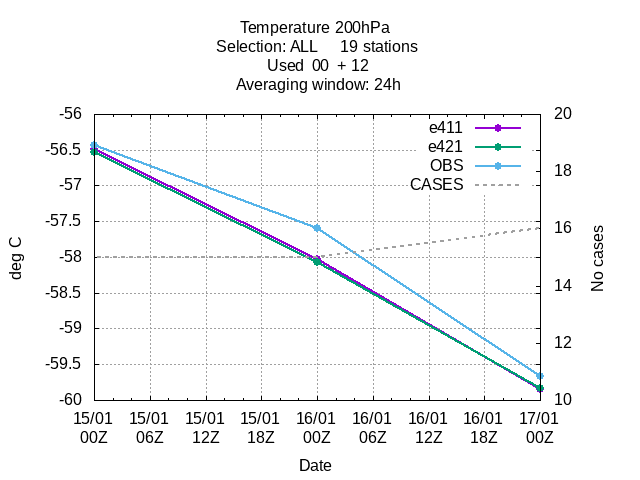 Temperature 200hPa
Selection: ALL     19 stations
Used  00  + 12
Averaging window: 24h
-56
-56.5
-57
-57.5
-58
-58.5
-59
-59.5
-60
deg C
e411
e421
OBS
CASES
20
18
16
14
12
10
No cases
15/01 15/01 15/01 15/01 16/01 16/01 16/01 16/01 17/01
00Z 06Z 12Z 18Z 00Z 06Z 12Z 18Z 00Z
Date